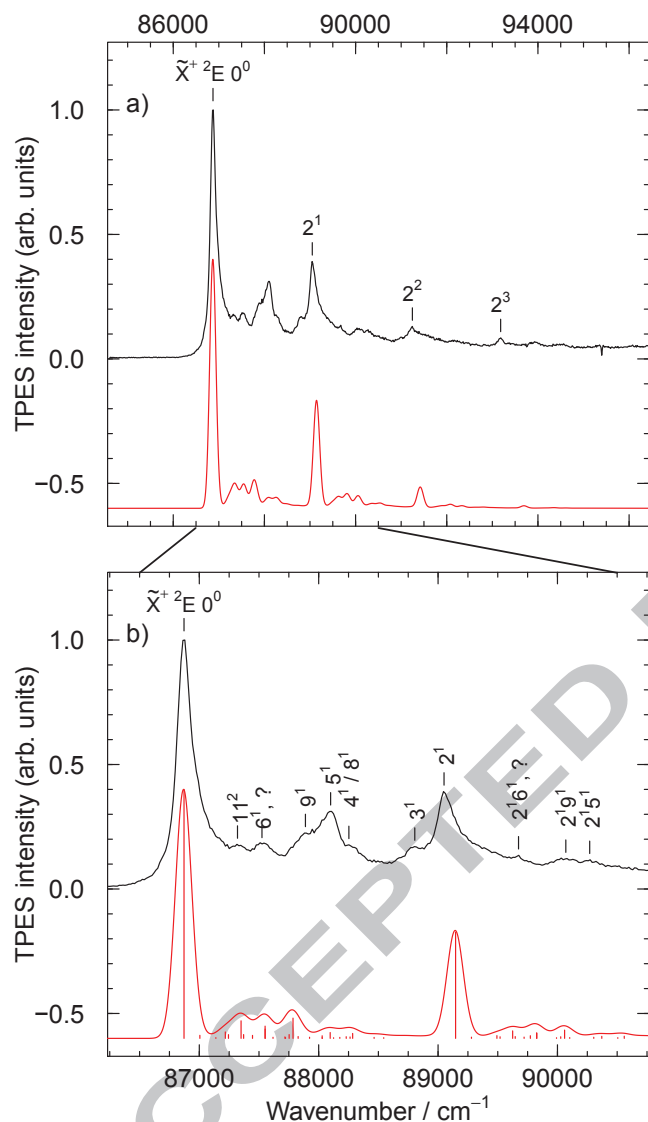 86000 90000 94000
X̃⁺ ²E 0⁰
a)
1.0
2¹
0.5
2²
2³
0.0
−0.5
TPES intensity (arb. units)
X̃⁺ ²E 0⁰
b)
1.0
11²
6¹, ?
9¹
5¹
4¹ / 8¹
3¹
2¹
2¹6¹, ?
2¹9¹
2¹5¹
0.5
0.0
−0.5
TPES intensity (arb. units)
87000 88000 89000 90000
Wavenumber / cm⁻¹
CCEPTED